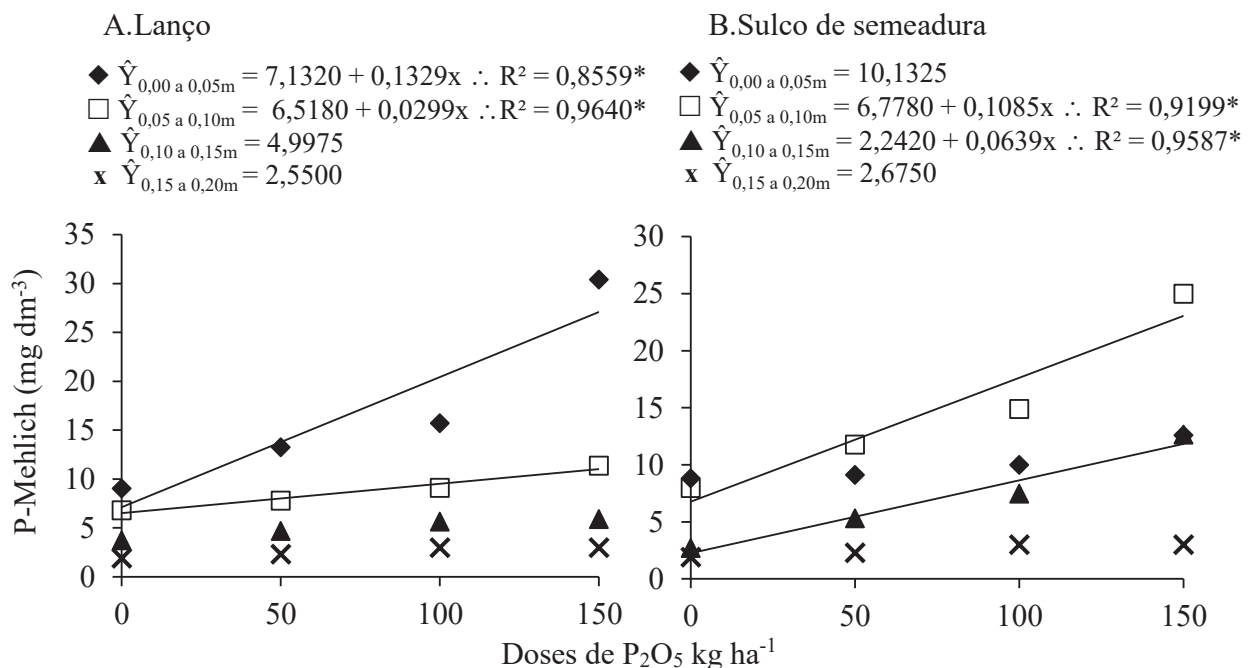 A.Lanço
◆ Ŷ0,00 a 0,05m = 7,1320 + 0,1329x ∴ R² = 0,8559*
□ Ŷ0,05 a 0,10m = 6,5180 + 0,0299x ∴R² = 0,9640*
▲ Ŷ0,10 a 0,15m = 4,9975
x Ŷ0,15 a 0,20m = 2,5500
B.Sulco de semeadura
◆ Ŷ0,00 a 0,05m = 10,1325
□ Ŷ0,05 a 0,10m = 6,7780 + 0,1085x ∴ R² = 0,9199*
▲ Ŷ0,10 a 0,15m = 2,2420 + 0,0639x ∴ R² = 0,9587*
x Ŷ0,15 a 0,20m = 2,6750
P-Mehlich (mg dm-3)
35
30
25
20
15
10
5
0
0 50 100 150
30
25
20
15
10
5
0
0 50 100 150
Doses de P2O5 kg ha-1